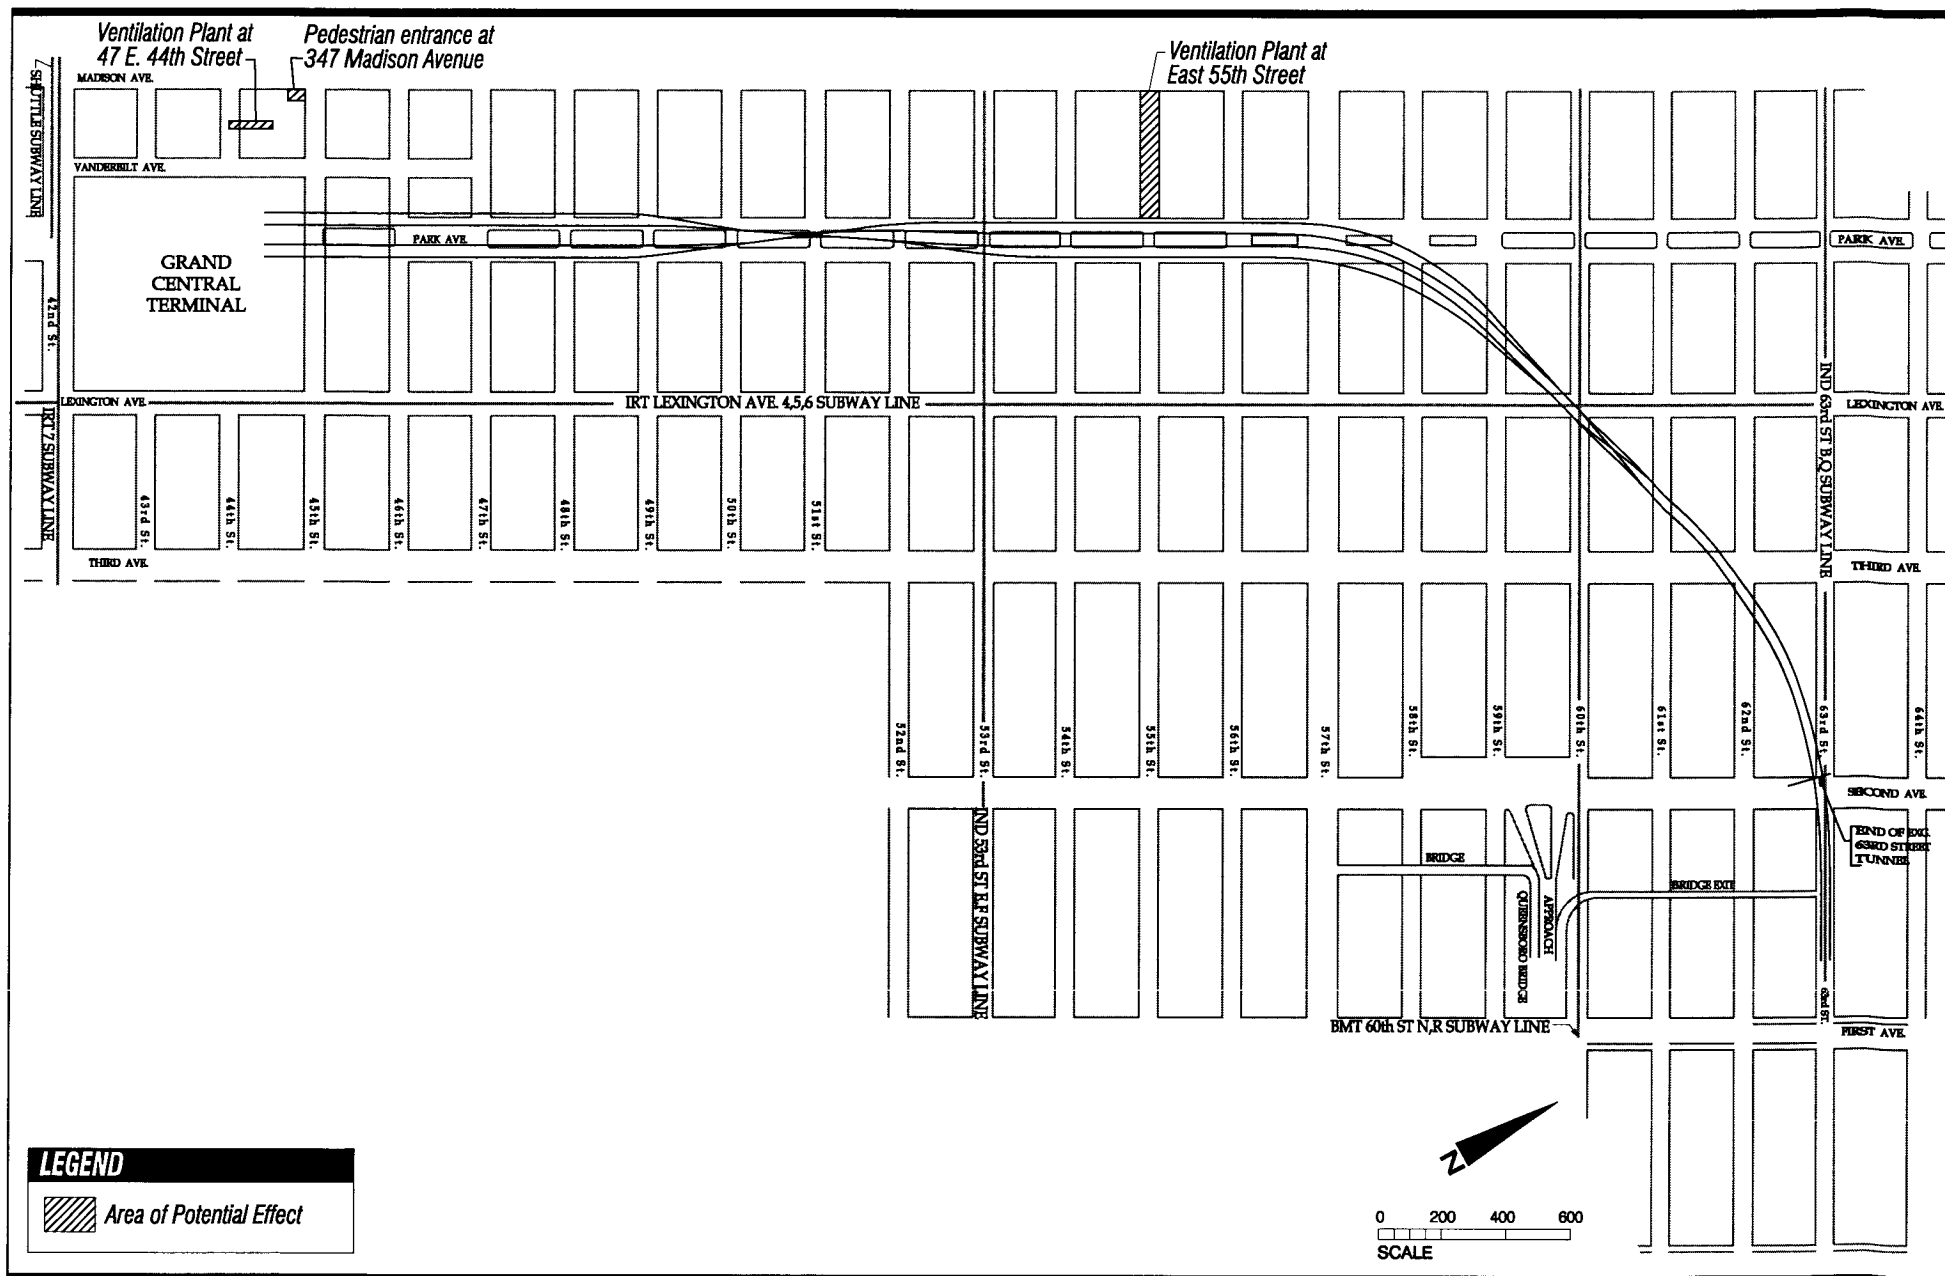 Ventilation Plant at
47 E. 44th Street
Pedestrian entrance at
347 Madison Avenue
Ventilation Plant at
East 55th Street
SHUTTLE SUBWAY LINE
MADISON AVE.
VANDERBILT AVE.
PARK AVE.
PARK AVE.
GRAND
CENTRAL
TERMINAL
42nd St.
LEXINGTON AVE.
IRT LEXINGTON AVE. 4,5,6 SUBWAY LINE
LEXINGTON AVE.
IRT 7 SUBWAY LINE
IND 63rd ST B,Q SUBWAY LINE
43rd St.
44th St.
45th St.
46th St.
47th St.
48th St.
49th St.
50th St.
51st St.
THIRD AVE.
THIRD AVE.
52nd St.
53rd St.
54th St.
55th St.
56th St.
57th St.
58th St.
59th St.
60th St.
61st St.
62nd St.
63rd St.
64th St.
SECOND AVE.
END OF EXG.
63RD STREET
TUNNEL
IND 53rd ST E,F SUBWAY LINE
BRIDGE
QUEENSBORO BRIDGE
APPROACH
BRIDGE EXIT
63rd ST.
BMT 60th ST N,R SUBWAY LINE
FIRST AVE.
N
LEGEND
Area of Potential Effect
0 200 400 600
SCALE